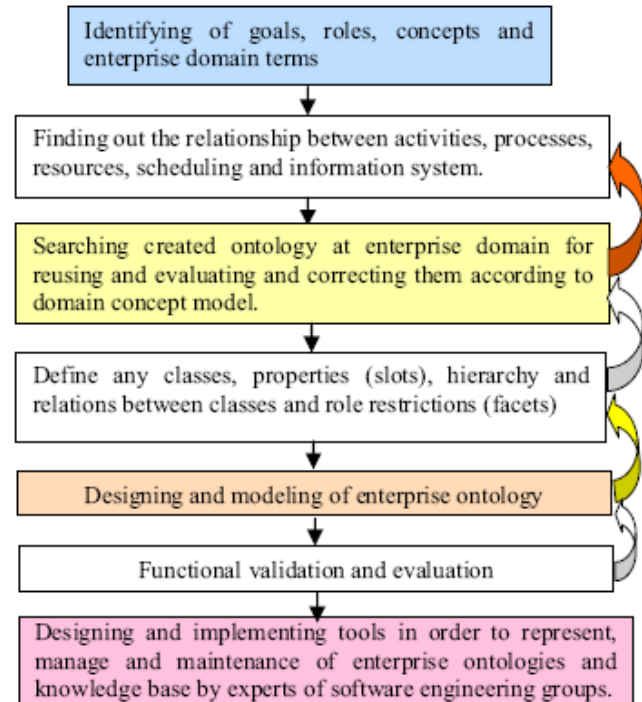 Identifying of goals, roles, concepts and
enterprise domain terms
Finding out the relationship between activities, processes,
resources, scheduling and information system.
Searching created ontology at enterprise domain for
reusing and evaluating and correcting them according to
domain concept model.
Define any classes, properties (slots), hierarchy and
relations between classes and role restrictions (facets)
Designing and modeling of enterprise ontology
Functional validation and evaluation
Designing and implementing tools in order to represent,
manage and maintenance of enterprise ontologies and
knowledge base by experts of software engineering groups.